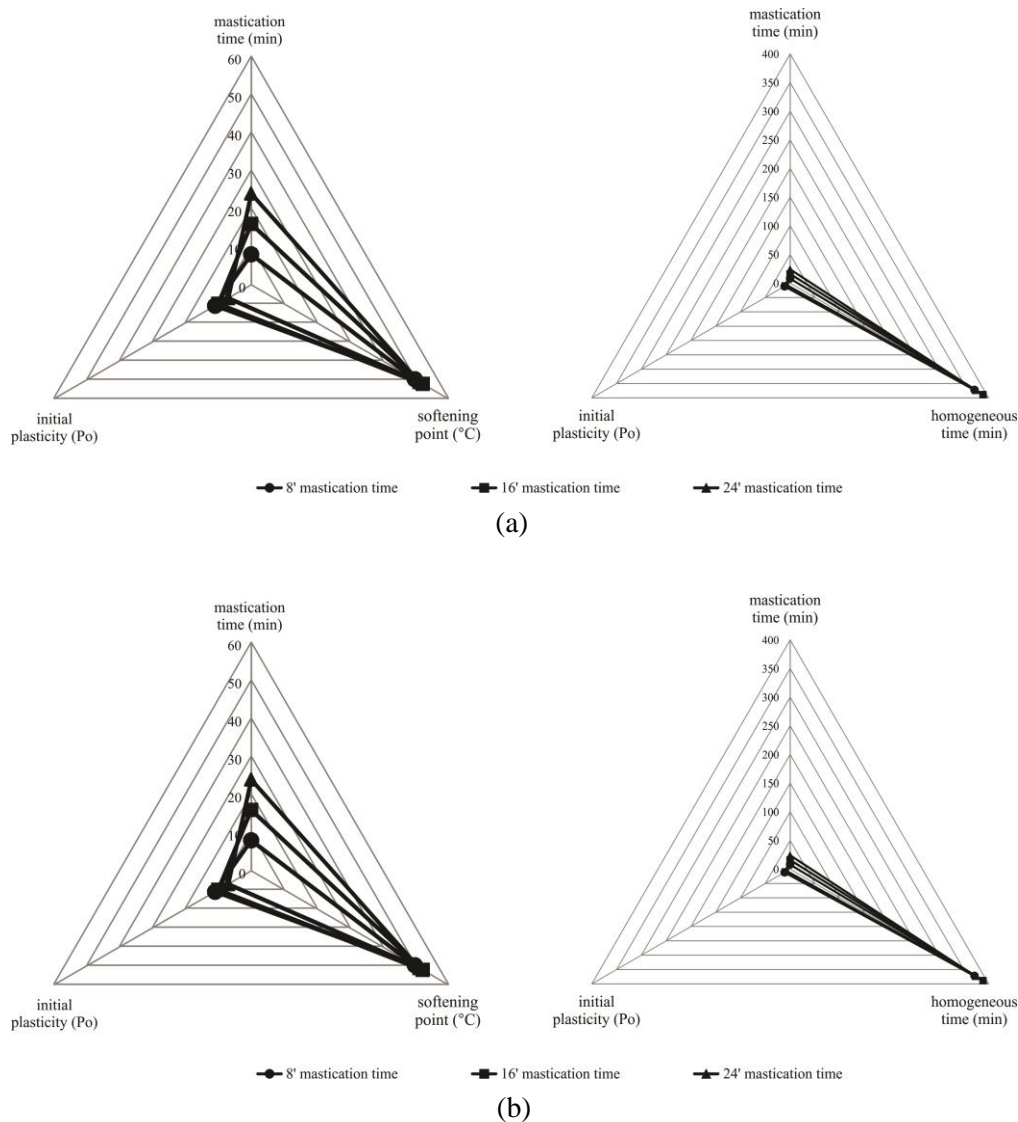 mastication
time (min)
60
50
40
30
20
10
0
initial
plasticity (Po)
softening
point (°C)
mastication
time (min)
400
350
300
250
200
150
100
50
0
initial
plasticity (Po)
homogeneous
time (min)
8' mastication time
16' mastication time
24' mastication time
(a)
mastication
time (min)
60
50
40
30
20
10
0
initial
plasticity (Po)
softening
point (°C)
mastication
time (min)
400
350
300
250
200
150
100
50
0
initial
plasticity (Po)
homogeneous
time (min)
8' mastication time
16' mastication time
24' mastication time
(b)